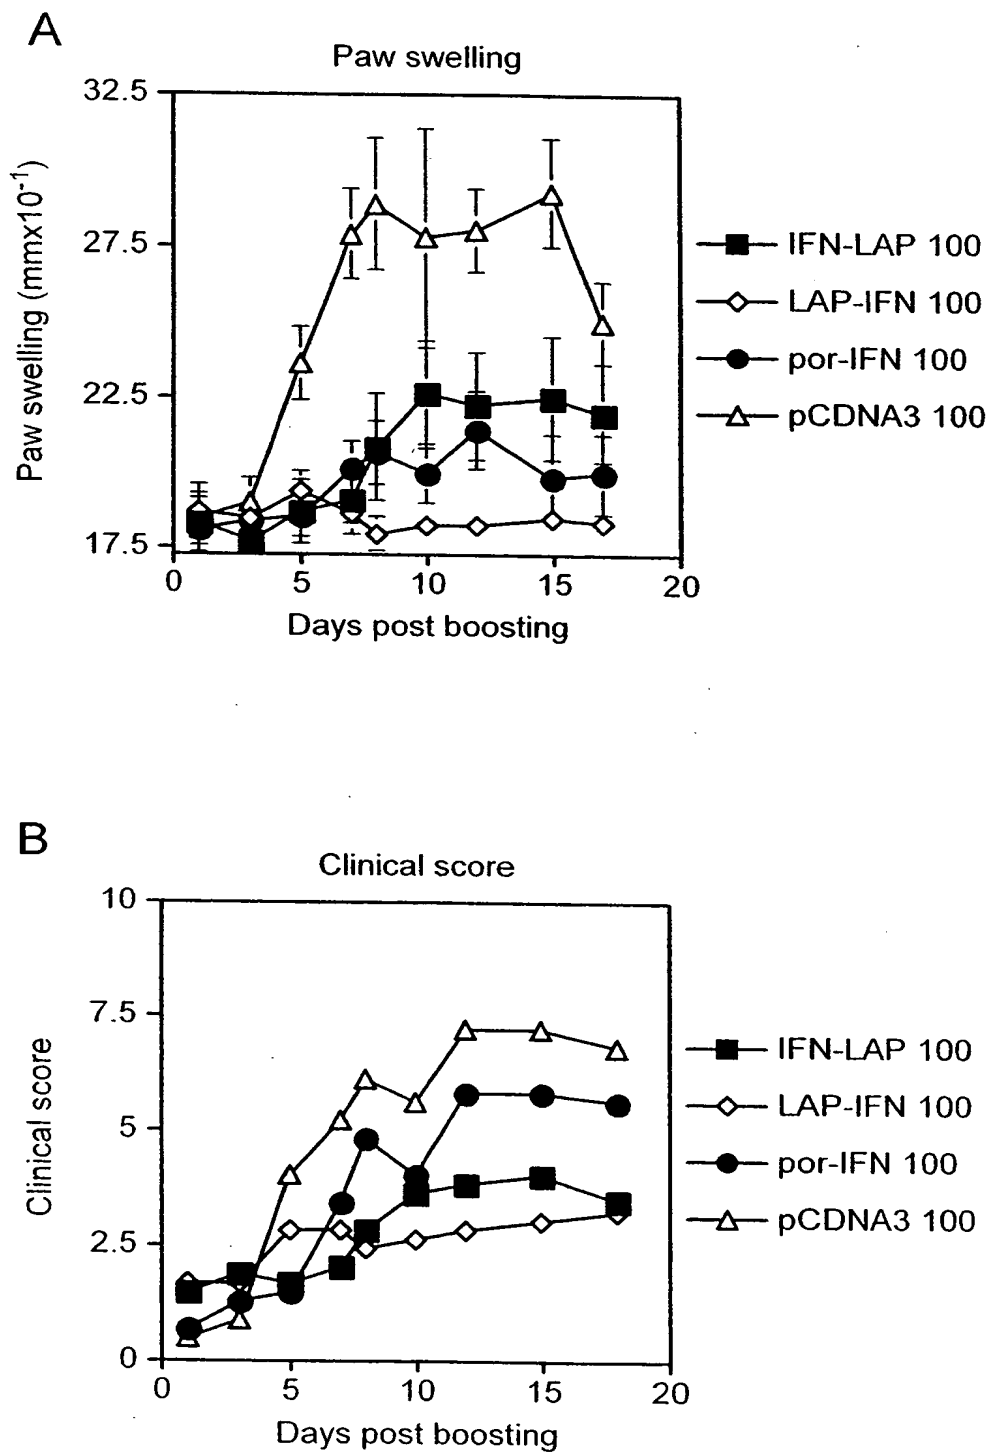 A
Paw swelling
32.5
27.5
22.5
17.5
Paw swelling (mmx10-1)
0 5 10 15 20
Days post boosting
IFN-LAP 100
LAP-IFN 100
por-IFN 100
pCDNA3 100
B
Clinical score
10
7.5
5
2.5
0
Clinical score
0 5 10 15 20
Days post boosting
IFN-LAP 100
LAP-IFN 100
por-IFN 100
pCDNA3 100